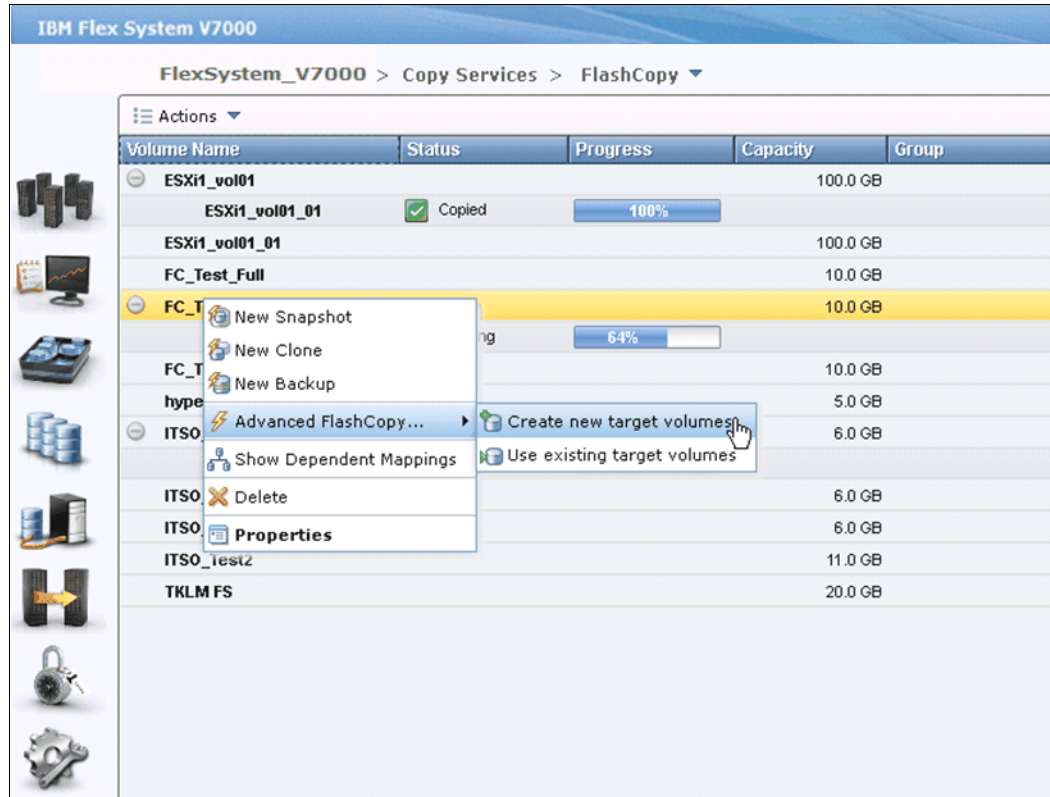 IBM Flex System V7000
FlexSystem_V7000 > Copy Services > FlashCopy
Actions
Volume Name Status Progress Capacity Group
ESXi1_vol01 100.0 GB
ESXi1_vol01_01 Copied 100%
ESXi1_vol01_01 100.0 GB
FC_Test_Full 10.0 GB
FC_T 10.0 GB
New Snapshot
ng 64%
New Clone
FC_T 10.0 GB
New Backup
hype 5.0 GB
Advanced FlashCopy... Create new target volumes
ITSO_ 6.0 GB
Show Dependent Mappings Use existing target volumes
ITSO_ 6.0 GB
Delete
ITSO_ 6.0 GB
Properties
ITSO_Test2 11.0 GB
TKLM FS 20.0 GB